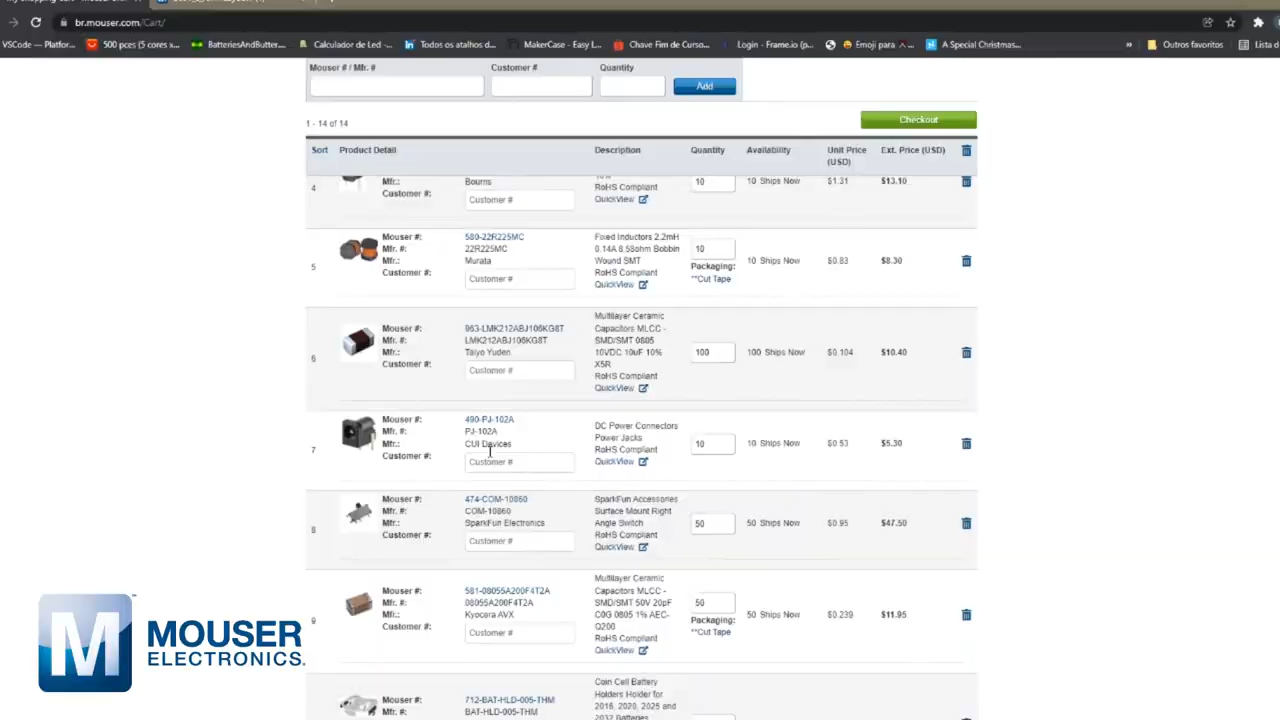 br.mouser.com/Cart/
VSCode — Platfor... 500 pces (5 cores x... BatteriesAndButter... Calculador de Led -... Todos os atalhos d... MakerCase - Easy L... Chave Fim de Curso... Login - Frame.io (p... Emoji para A Special Christmas... » Outros favoritos Lista d
Mouser # / Mfr. # Customer # Quantity
Add
1 - 14 of 14 Checkout
Sort Product Detail Description Quantity Availability Unit Price (USD) Ext. Price (USD)
4 Mfr.: Bourns 10 10 Ships Now $1.31 $13.10
Customer #: Customer #
RoHS Compliant
QuickView
5
Mouser #: 580-22R225MC
Mfr. #: 22R225MC
Mfr.: Murata
Customer #: Customer #
Fixed Inductors 2.2mH
0.14A 8.58ohm Bobbin
Wound SMT
RoHS Compliant
QuickView
10
Packaging:
**Cut Tape
10 Ships Now $0.83 $8.30
6
Mouser #: 963-LMK212ABJ106KG8T
Mfr. #: LMK212ABJ106KG8T
Mfr.: Taiyo Yuden
Customer #: Customer #
Multilayer Ceramic
Capacitors MLCC -
SMD/SMT 0805
10VDC 10uF 10%
X5R
RoHS Compliant
QuickView
100 100 Ships Now $0.104 $10.40
7
Mouser #: 490-PJ-102A
Mfr. #: PJ-102A
Mfr.: CUI Devices
Customer #: Customer #
DC Power Connectors
Power Jacks
RoHS Compliant
QuickView
10 10 Ships Now $0.53 $5.30
8
Mouser #: 474-COM-10860
Mfr. #: COM-10860
Mfr.: SparkFun Electronics
Customer #: Customer #
SparkFun Accessories
Surface Mount Right
Angle Switch
RoHS Compliant
QuickView
50 50 Ships Now $0.95 $47.50
9
Mouser #: 581-08055A200F4T2A
Mfr. #: 08055A200F4T2A
Mfr.: Kyocera AVX
Customer #: Customer #
Multilayer Ceramic
Capacitors MLCC -
SMD/SMT 50V 20pF
C0G 0805 1% AEC-
Q200
RoHS Compliant
QuickView
50
Packaging:
**Cut Tape
50 Ships Now $0.239 $11.95
Mouser #: 712-BAT-HLD-005-THM
Mfr. #: BAT-HLD-005-THM
Coin Cell Battery
Holders Holder for
2016, 2020, 2025 and
2032 Batteries
M MOUSER
ELECTRONICS.